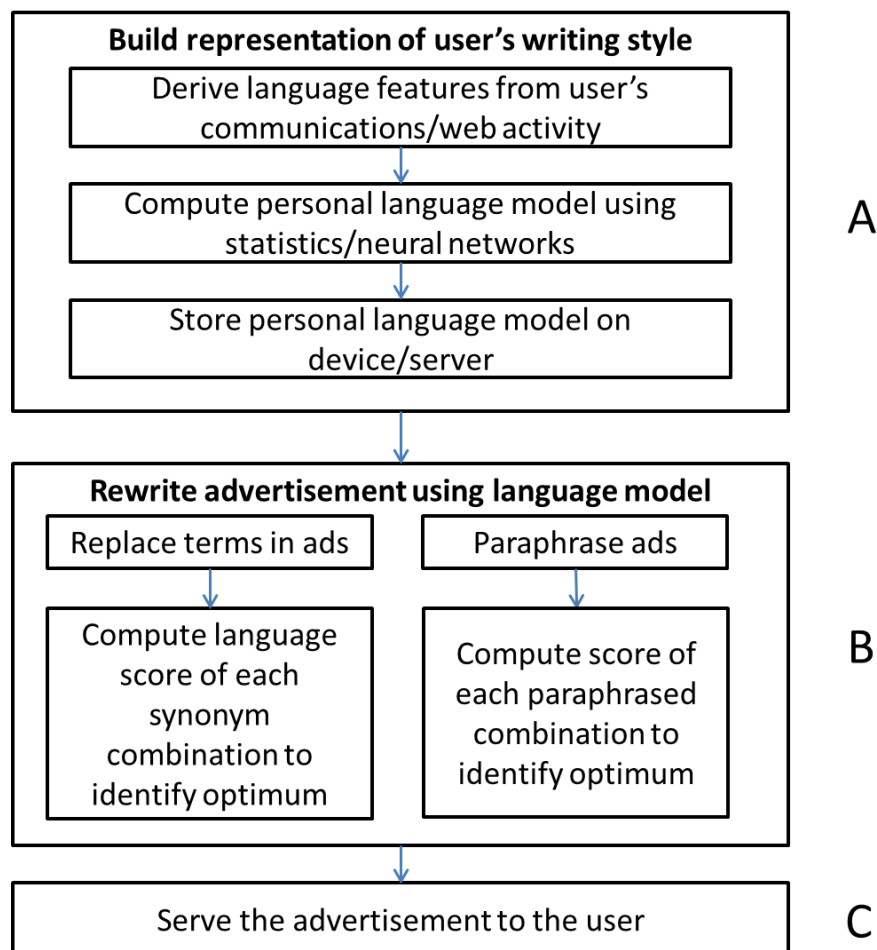 Build representation of user’s writing style
Derive language features from user’s
communications/web activity
Compute personal language model using
statistics/neural networks
Store personal language model on
device/server
A
Rewrite advertisement using language model
Replace terms in ads
Compute language
score of each
synonym
combination to
identify optimum
Paraphrase ads
Compute score of
each paraphrased
combination to
identify optimum
B
Serve the advertisement to the user
C